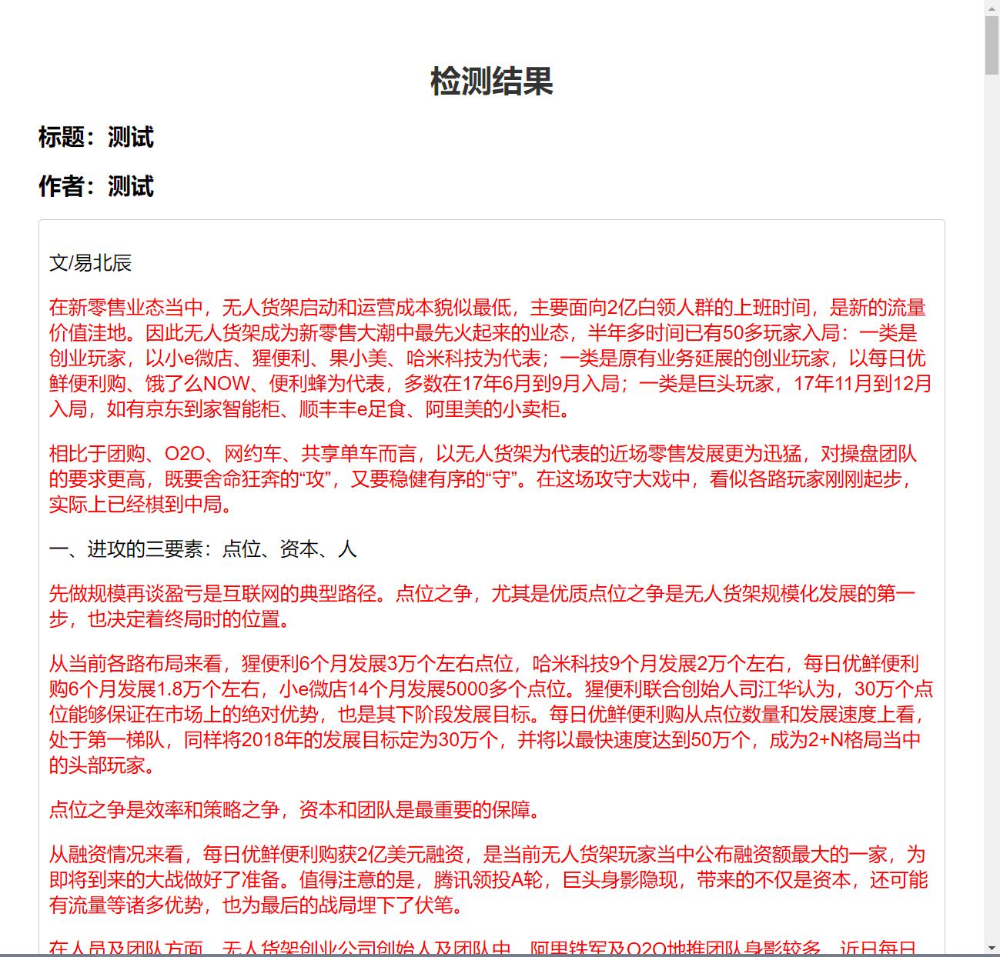 检测结果
标题：测试
作者：测试
文/易北辰
在新零售业态当中，无人货架启动和运营成本貌似最低，主要面向2亿白领人群的上班时间，是新的流量
价值洼地。因此无人货架成为新零售大潮中最先火起来的业态，半年多时间已有50多玩家入局：一类是
创业玩家，以小e微店、猩便利、果小美、哈米科技为代表；一类是原有业务延展的创业玩家，以每日优
鲜便利购、饿了么NOW、便利蜂为代表，多数在17年6月到9月入局；一类是巨头玩家，17年11月到12月
入局，如有京东到家智能柜、顺丰丰e足食、阿里美的小卖柜。
相比于团购、O2O、网约车、共享单车而言，以无人货架为代表的近场零售发展更为迅猛，对操盘团队
的要求更高，既要舍命狂奔的“攻”，又要稳健有序的“守”。在这场攻守大戏中，看似各路玩家刚刚起步，
实际上已经棋到中局。
一、进攻的三要素：点位、资本、人
先做规模再谈盈亏是互联网的典型路径。点位之争，尤其是优质点位之争是无人货架规模化发展的第一
步，也决定着终局时的位置。
从当前各路布局来看，猩便利6个月发展3万个左右点位，哈米科技9个月发展2万个左右，每日优鲜便利
购6个月发展1.8万个左右，小e微店14个月发展5000多个点位。猩便利联合创始人司江华认为，30万个点
位能够保证在市场上的绝对优势，也是其下阶段发展目标。每日优鲜便利购从点位数量和发展速度上看，
处于第一梯队，同样将2018年的发展目标定为30万个，并将以最快速度达到50万个，成为2+N格局当中
的头部玩家。
点位之争是效率和策略之争，资本和团队是最重要的保障。
从融资情况来看，每日优鲜便利购获2亿美元融资，是当前无人货架玩家当中公布融资额最大的一家，为
即将到来的大战做好了准备。值得注意的是，腾讯领投A轮，巨头身影隐现，带来的不仅是资本，还可能
有流量等诸多优势，也为最后的战局埋下了伏笔。
在人员及团队方面，无人货架创业公司创始人及团队中，阿里铁军及O2O地推团队身影较多，近日每日